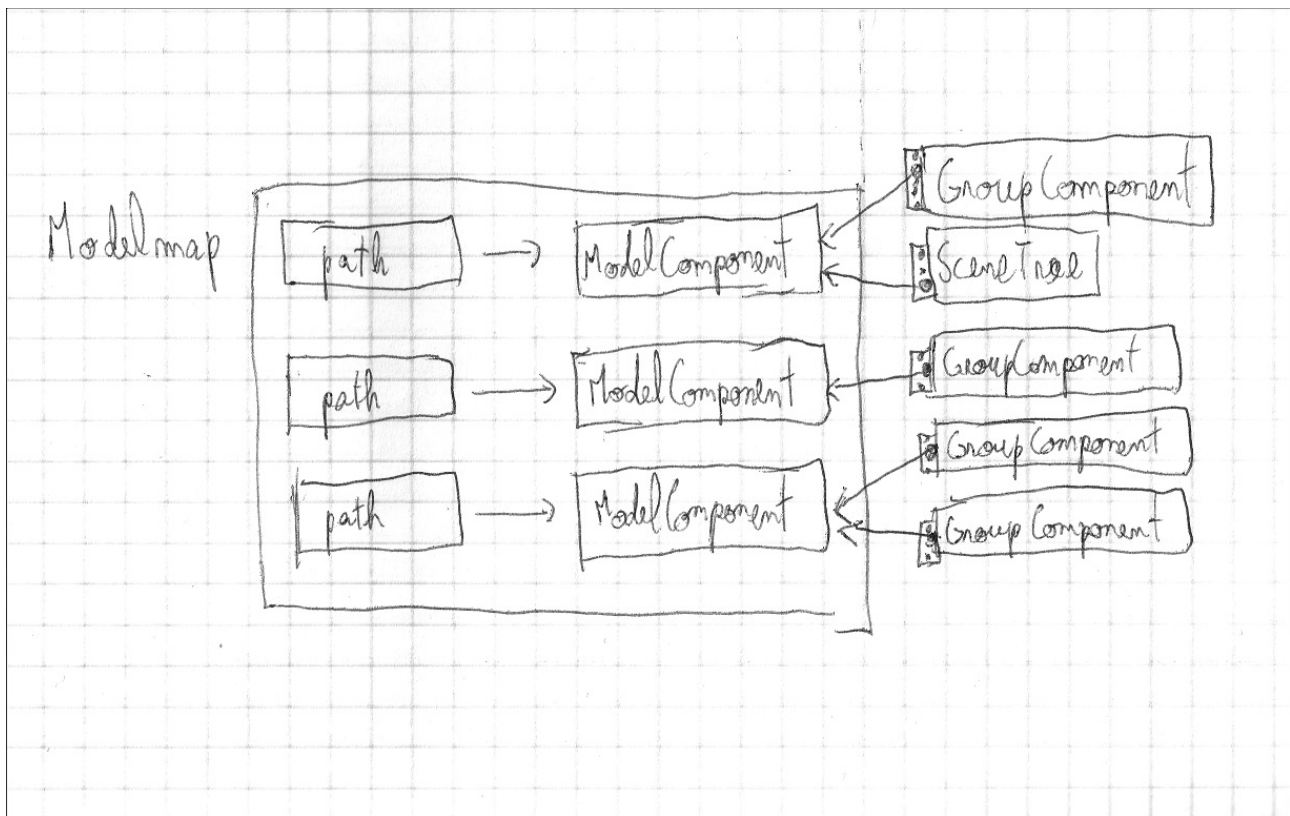 GroupComponent
Modelmap
path
ModelComponent
SceneTree
path
ModelComponent
GroupComponent
GroupComponent
path
ModelComponent
GroupComponent